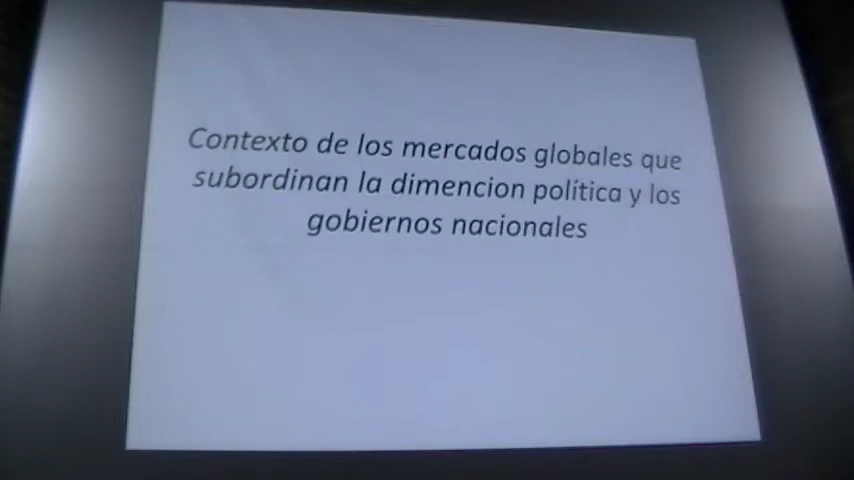 Contexto de los mercados globales que
subordinan la dimencion política y los
gobiernos nacionales